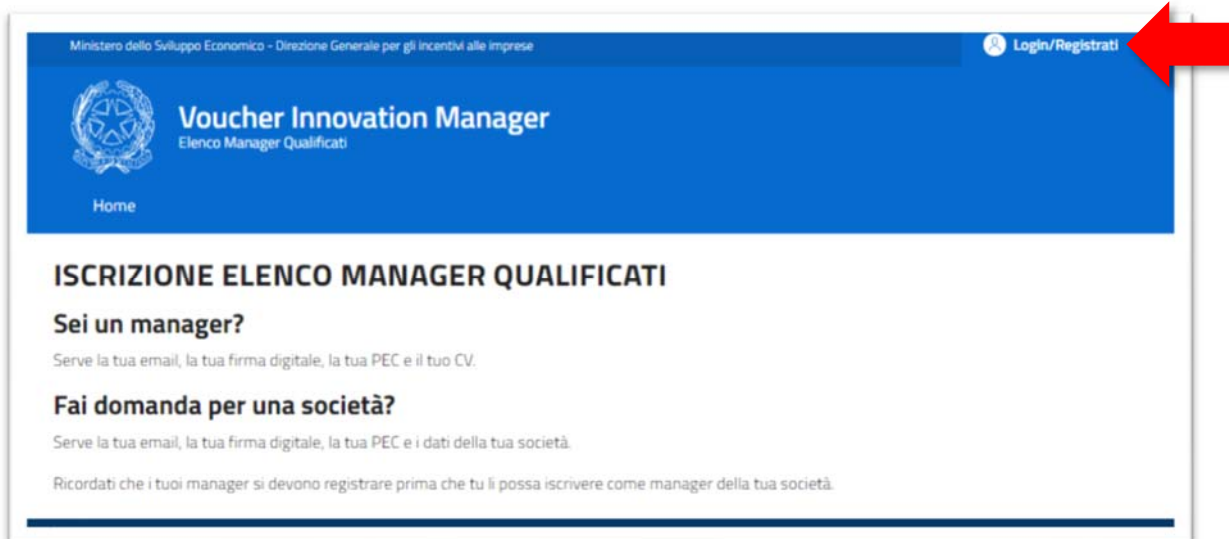 Ministero dello Sviluppo Economico - Direzione Generale per gli incentivi alle imprese
Login/Registrati
Voucher Innovation Manager
Elenco Manager Qualificati
Home
ISCRIZIONE ELENCO MANAGER QUALIFICATI
Sei un manager?
Serve la tua email, la tua firma digitale, la tua PEC e il tuo CV.
Fai domanda per una società?
Serve la tua email, la tua firma digitale, la tua PEC e i dati della tua società.
Ricordati che i tuoi manager si devono registrare prima che tu li possa iscrivere come manager della tua società.